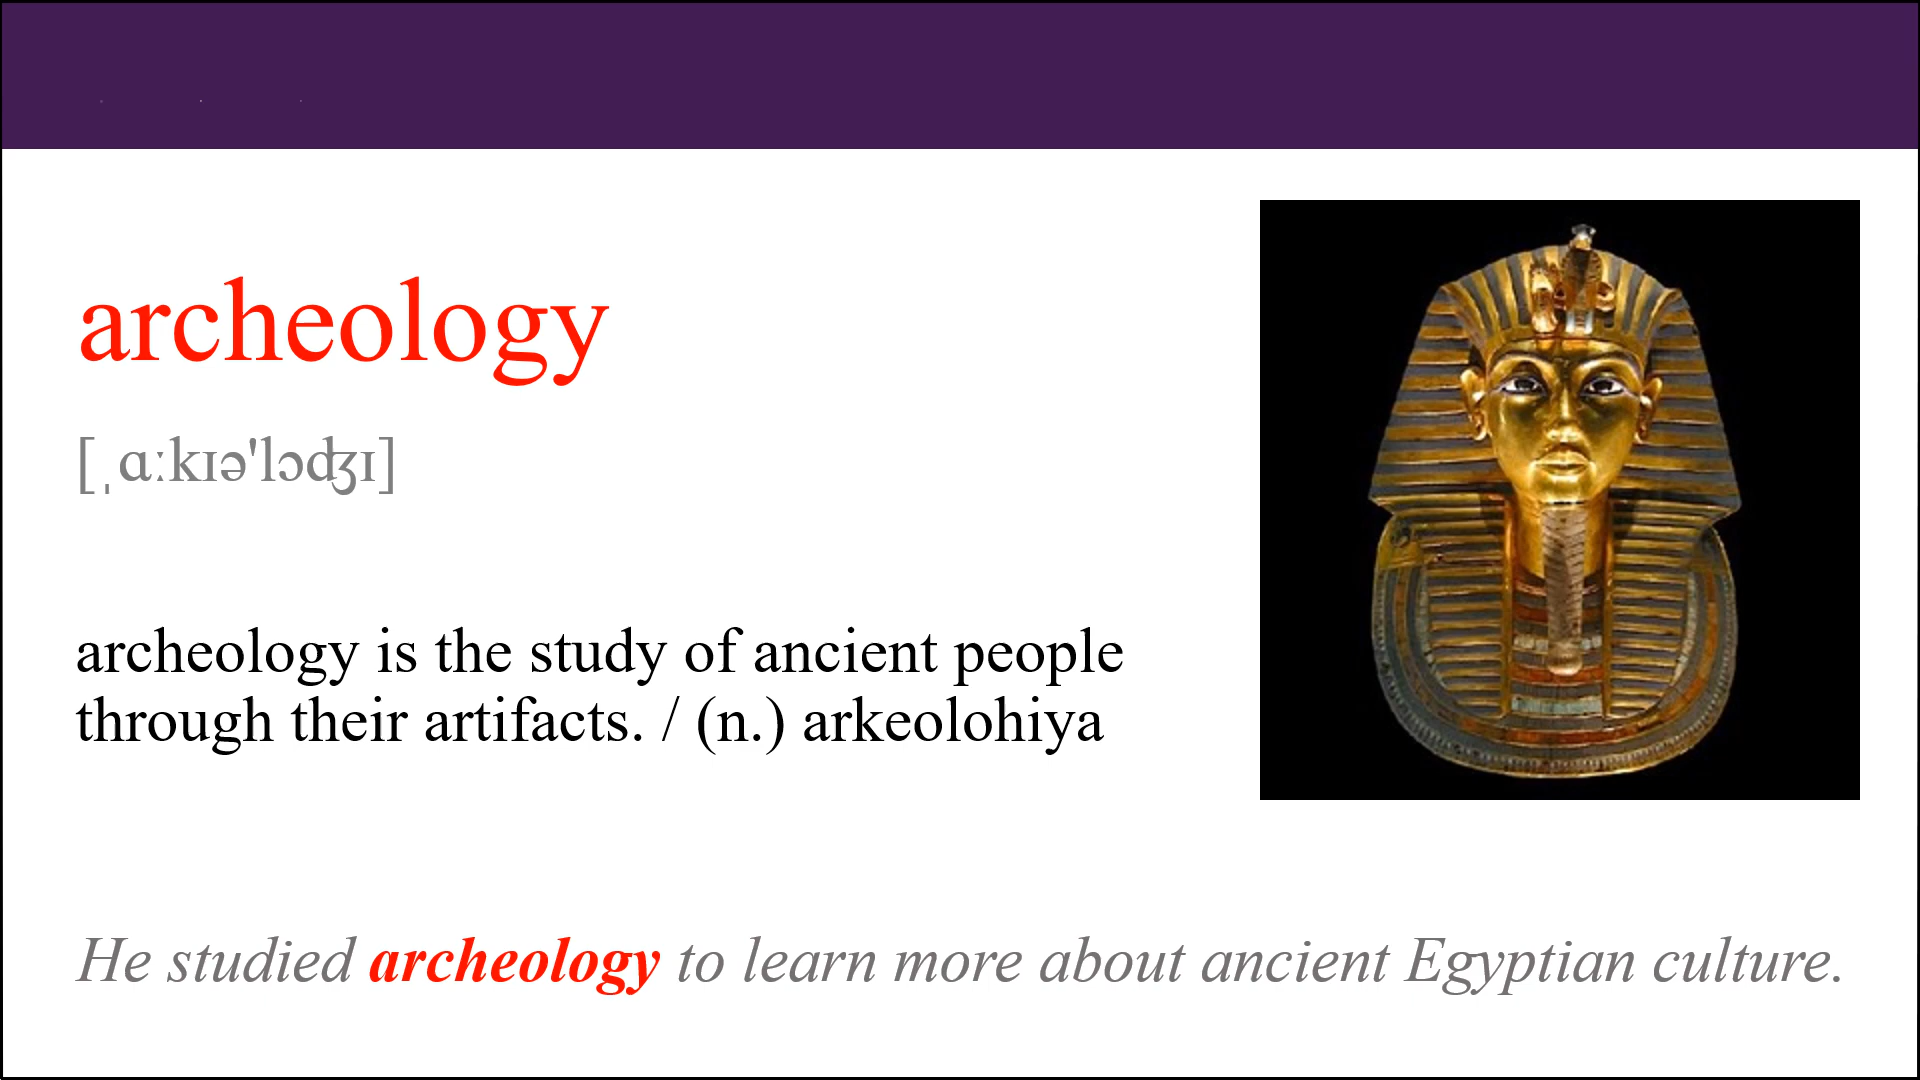 archeology
[ˌɑːkɪə'lɔʤɪ]
archeology is the study of ancient people
through their artifacts. / (n.) arkeolohiya
He studied archeology to learn more about ancient Egyptian culture.